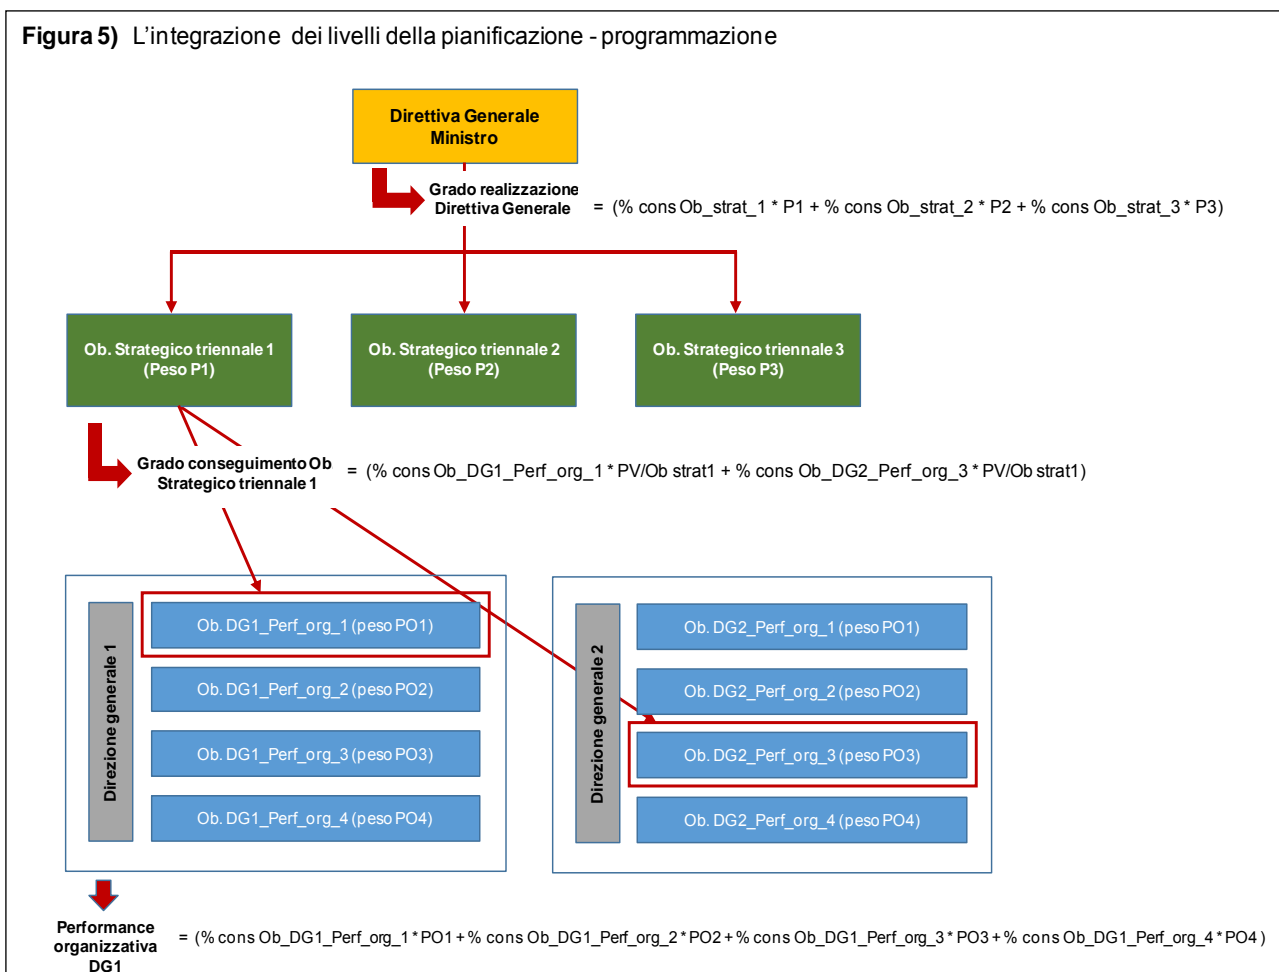 Figura 5) L'integrazione dei livelli della pianificazione - programmazione
Direttiva Generale
Ministro
Grado realizzazione
Direttiva Generale
= (% cons Ob_strat_1 * P1 + % cons Ob_strat_2 * P2 + % cons Ob_strat_3 * P3)
Ob. Strategico triennale 1
(Peso P1)
Ob. Strategico triennale 2
(Peso P2)
Ob. Strategico triennale 3
(Peso P3)
Grado conseguimento Ob.
Strategico triennale 1
= (% cons Ob_DG1_Perf_org_1 * PV/Ob strat1 + % cons Ob_DG2_Perf_org_3 * PV/Ob strat1)
Direzione generale 1
Ob. DG1_Perf_org_1 (peso PO1)
Ob. DG1_Perf_org_2 (peso PO2)
Ob. DG1_Perf_org_3 (peso PO3)
Ob. DG1_Perf_org_4 (peso PO4)
Direzione generale 2
Ob. DG2_Perf_org_1 (peso PO1)
Ob. DG2_Perf_org_2 (peso PO2)
Ob. DG2_Perf_org_3 (peso PO3)
Ob. DG2_Perf_org_4 (peso PO4)
Performance
organizzativa
DG1
= (% cons Ob_DG1_Perf_org_1 * PO1 + % cons Ob_DG1_Perf_org_2 * PO2 + % cons Ob_DG1_Perf_org_3 * PO3 + % cons Ob_DG1_Perf_org_4 * PO4 )